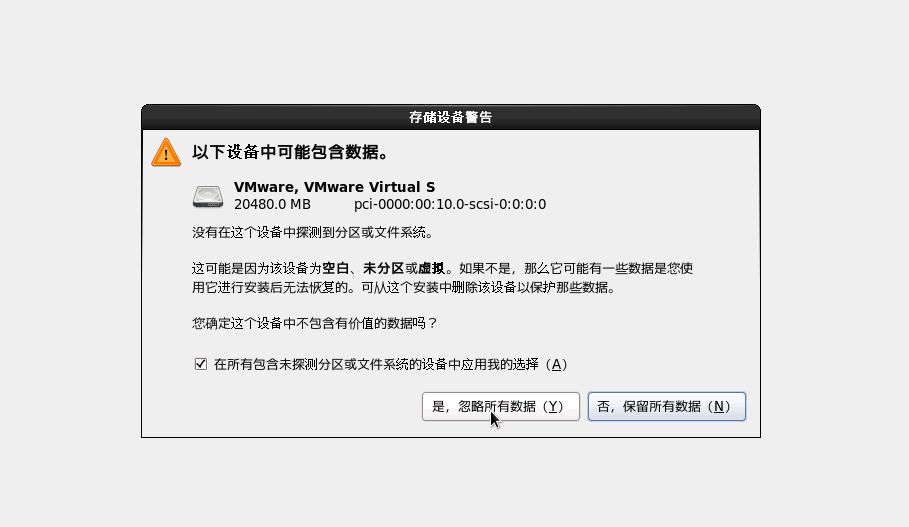 存储设备警告
以下设备中可能包含数据。
VMware, VMware Virtual S
20480.0 MB pci-0000:00:10.0-scsi-0:0:0:0
没有在这个设备中探测到分区或文件系统。
这可能是因为该设备为空白、未分区或虚拟。如果不是，那么它可能有一些数据是您使
用它进行安装后无法恢复的。可从这个安装中删除该设备以保护那些数据。
您确定这个设备中不包含有价值的数据吗？
在所有包含未探测分区或文件系统的设备中应用我的选择（A）
是，忽略所有数据（Y） 否，保留所有数据（N）